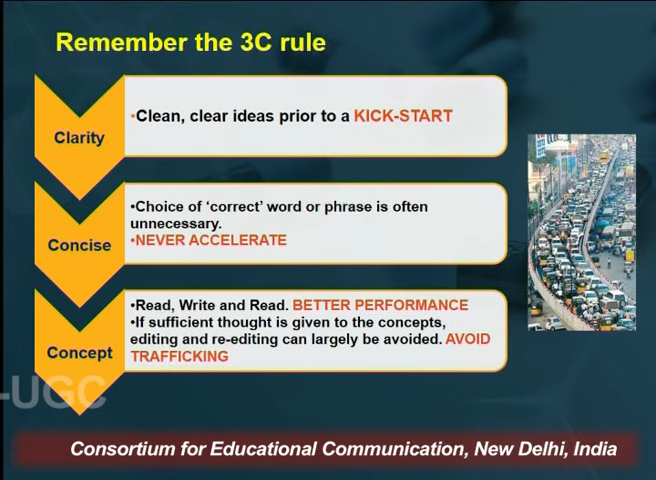 Remember the 3C rule
Clarity
•Clean, clear ideas prior to a KICK-START
Concise
•Choice of ‘correct’ word or phrase is often
unnecessary.
•NEVER ACCELERATE
Concept
•Read, Write and Read. BETTER PERFORMANCE
•If sufficient thought is given to the concepts,
editing and re-editing can largely be avoided. AVOID
TRAFFICKING
-UGC
Consortium for Educational Communication, New Delhi, India